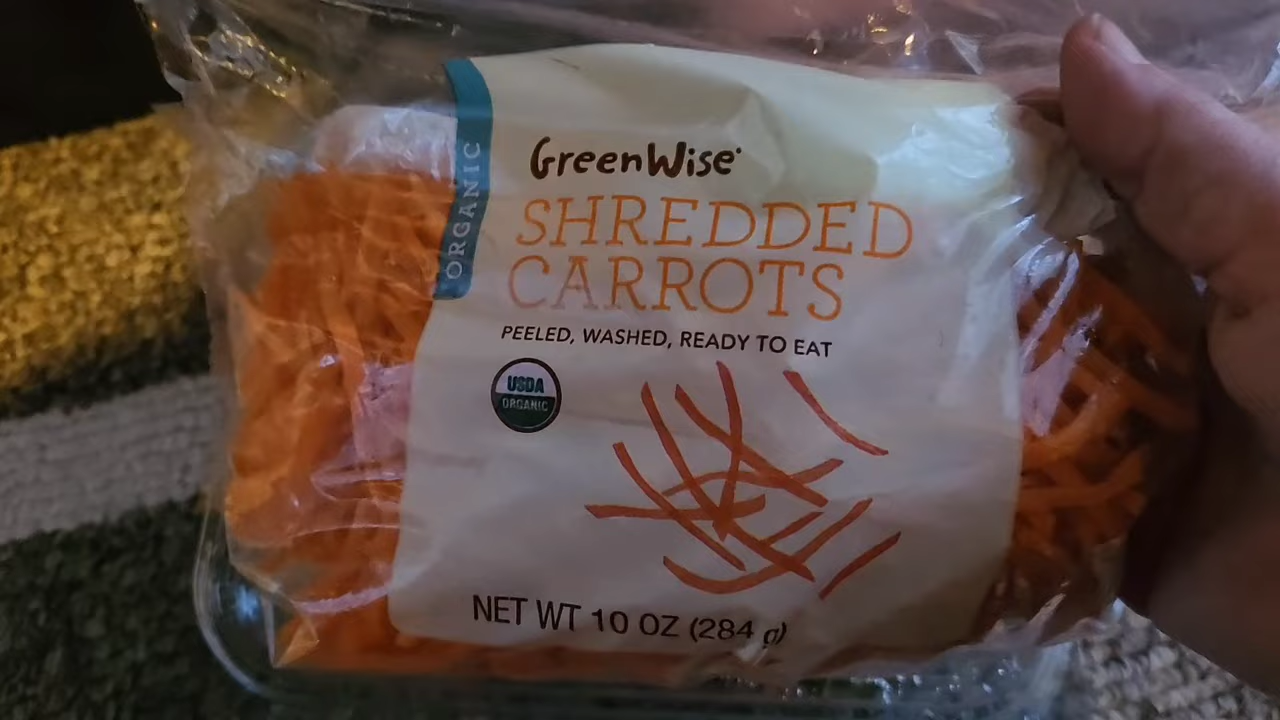 ORGANIC
GreenWise
SHREDDED
CARROTS
PEELED, WASHED, READY TO EAT
USDA
ORGANIC
NET WT 10 OZ (284 g)